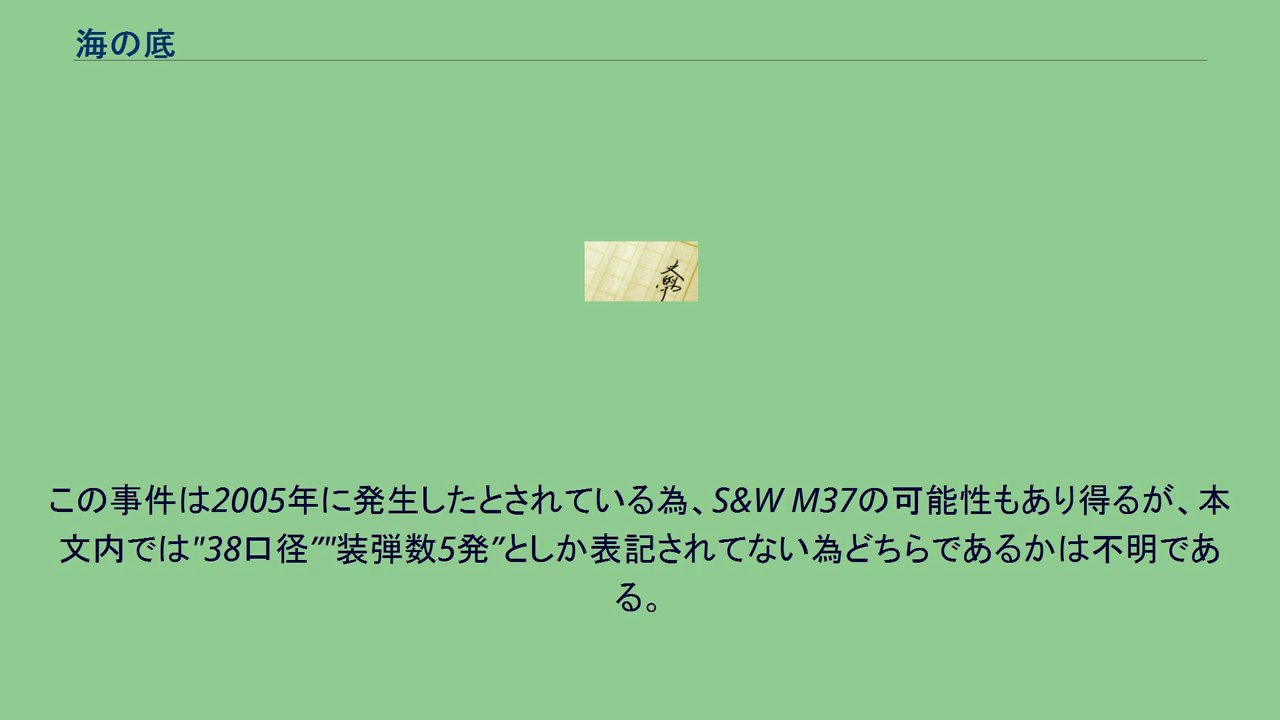 海の底
この事件は2005年に発生したとされている為、S&W M37の可能性もあり得るが、本
文内では"38口径""装弾数5発"としか表記されてない為どちらであるかは不明であ
る。